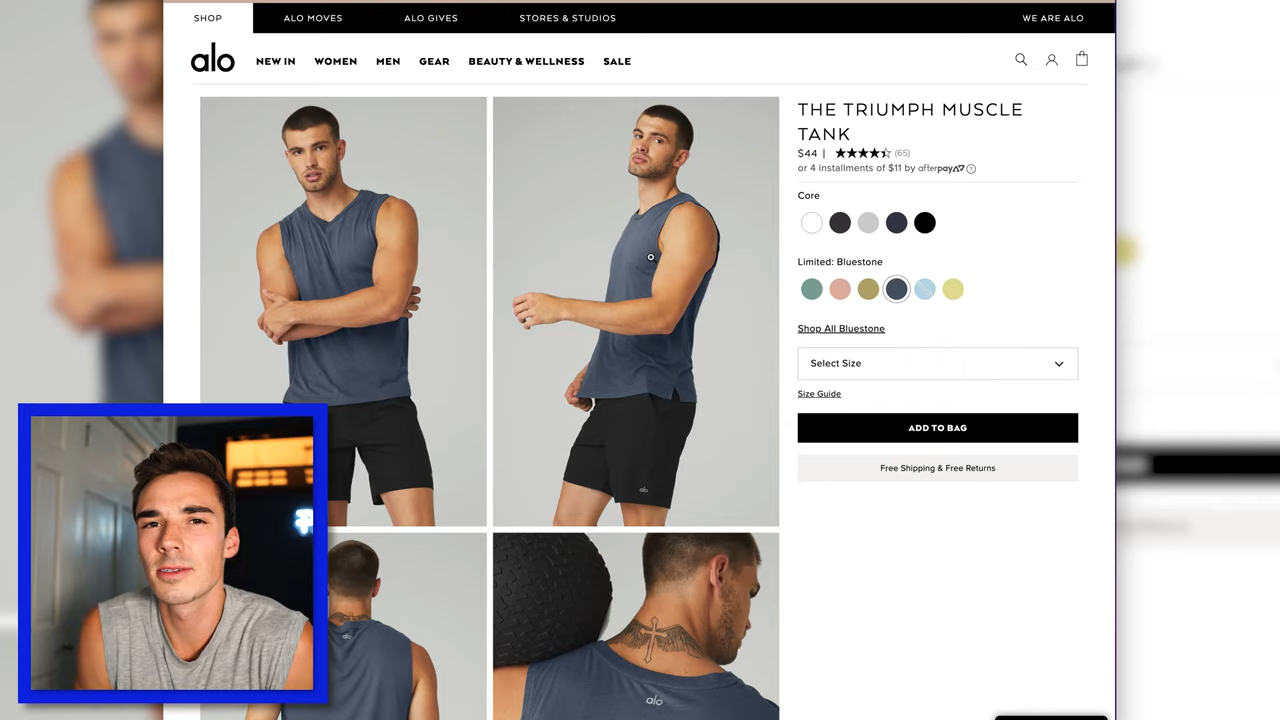 SHOP
ALO MOVES
ALO GIVES
STORES & STUDIOS
WE ARE ALO
alo
NEW IN
WOMEN
MEN
GEAR
BEAUTY & WELLNESS
SALE
THE TRIUMPH MUSCLE
TANK
$44 | (65)
or 4 installments of $11 by afterpay
Core
Limited: Bluestone
Shop All Bluestone
Select Size
Size Guide
ADD TO BAG
Free Shipping & Free Returns
alo
alo
alo